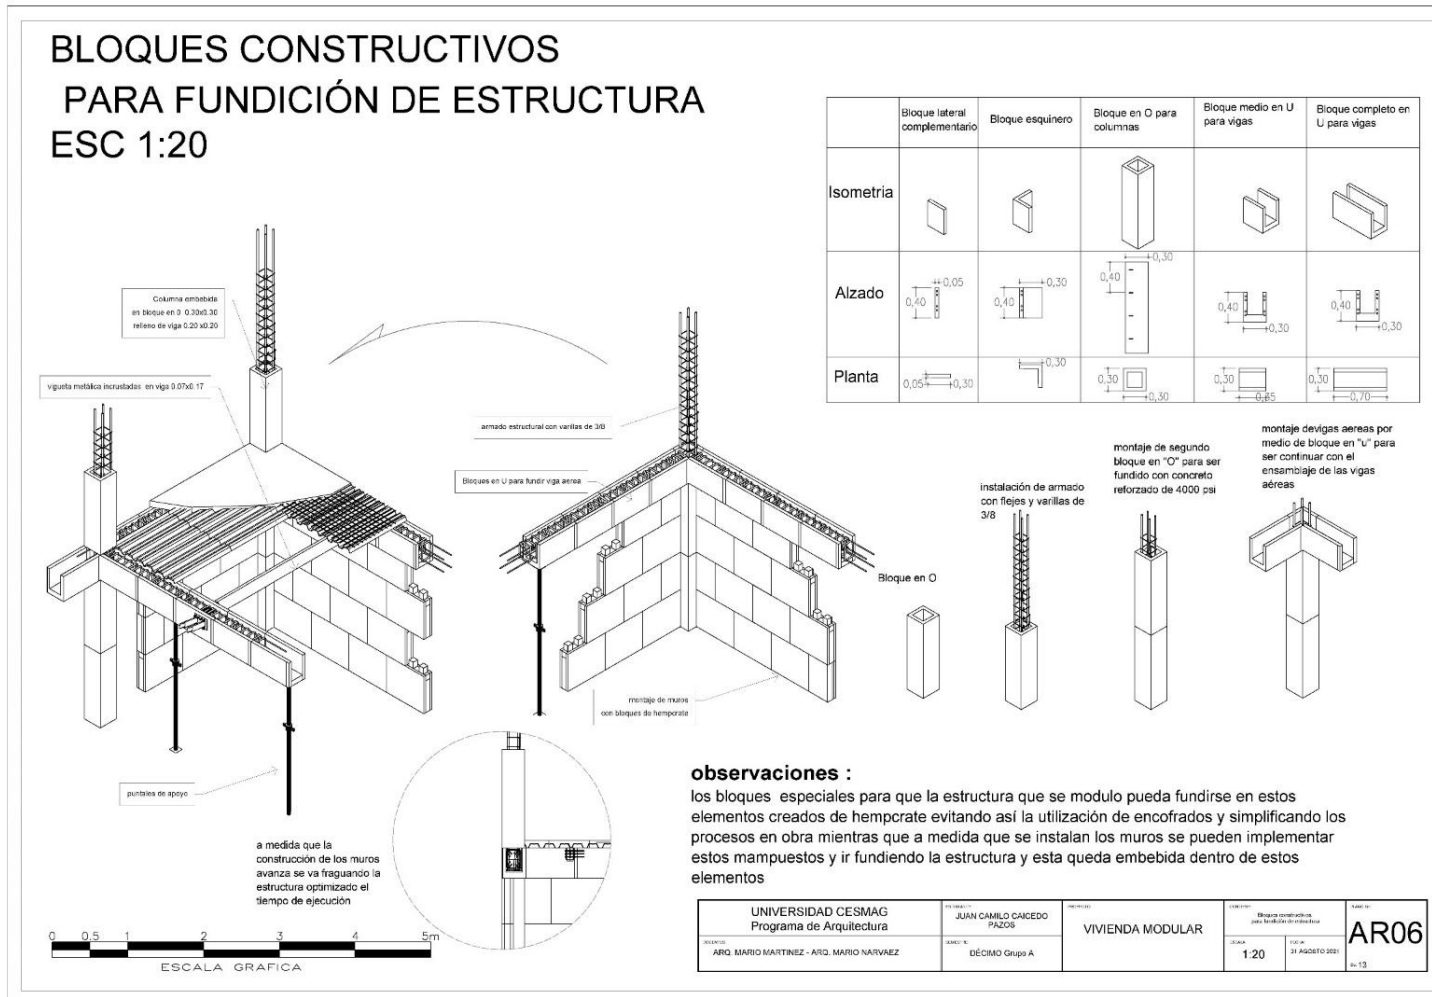 BLOQUES CONSTRUCTIVOS
PARA FUNDICIÓN DE ESTRUCTURA
ESC 1:20
Bloque lateral
complementario
Bloque esquinero
Bloque en O para
columnas
Bloque medio en U
para vigas
Bloque completo en
U para vigas
Isometria
Alzado
0,40
0,05
0,40
0,30
0,40
0,30
0,40
0,30
0,40
0,30
Planta
0,05
0,30
0,30
0,30
0,30
0,30
0,30
0,70
Columna embebida
en bloque en 0 0.30x0.30
relleno de viga 0.20 x0.20
vigueta metálica incrustadas en viga 0.07x0.17
armado estructural con varillas de 3/8
Bloques en U para fundir viga aerea
montaje de muros
con bloques de hempcrate
puntales de apoyo
a medida que la
construcción de los muros
avanza se va fraguando la
estructura optimizado el
tiempo de ejecución
Bloque en O
instalación de armado
con flejes y varillas de
3/8
montaje de segundo
bloque en "O" para ser
fundido con concreto
reforzado de 4000 psi
montaje devigas aereas por
medio de bloque en "u" para
ser continuar con el
ensamblaje de las vigas
aéreas
observaciones :
los bloques especiales para que la estructura que se modulo pueda fundirse en estos
elementos creados de hempcrate evitando así la utilización de encofrados y simplificando los
procesos en obra mientras que a medida que se instalan los muros se pueden implementar
estos mampuestos y ir fundiendo la estructura y esta queda embebida dentro de estos
elementos
0 0.5 1 2 3 4 5m
ESCALA GRAFICA
UNIVERSIDAD CESMAG
Programa de Arquitectura
ARQ. MARIO MARTINEZ - ARQ. MARIO NARVAEZ
JUAN CAMILO CAICEDO
PAZOS
DÉCIMO Grupo A
VIVIENDA MODULAR
Bloques constructivos
para fundición de estructura
1:20
31 AGOSTO 2021
AR06
13